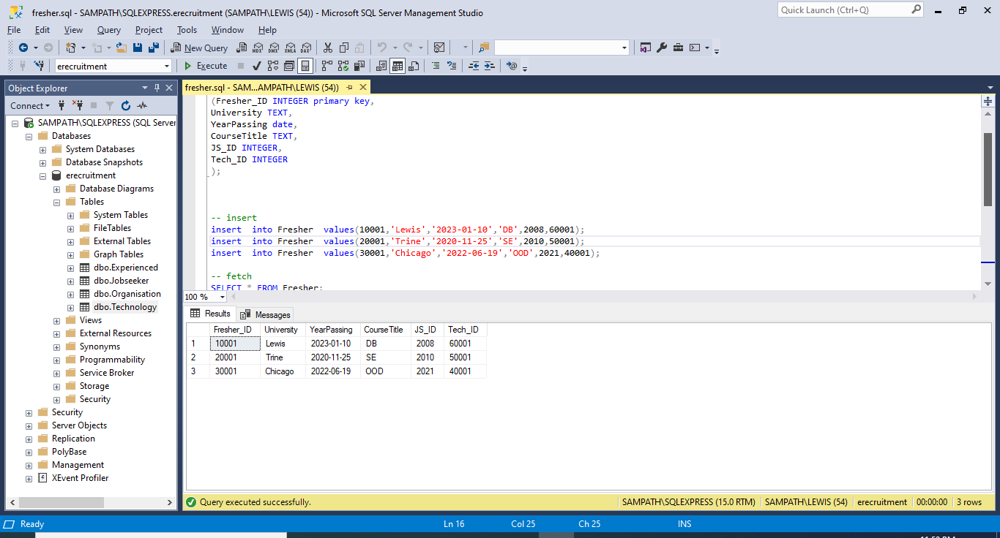 fresher.sql - SAMPATH\SQLEXPRESS.erecruitment (SAMPATH\LEWIS (54)) - Microsoft SQL Server Management Studio
Quick Launch (Ctrl+Q)
File Edit View Query Project Tools Window Help
New Query MDX DMX XMLA DAX
erecruitment Execute
Object Explorer
fresher.sql - SAM...AMPATH\LEWIS (54))
Connect
SAMPATH\SQLEXPRESS (SQL Server
Databases
System Databases
Database Snapshots
erecruitment
Database Diagrams
Tables
System Tables
FileTables
External Tables
Graph Tables
dbo.Experienced
dbo.Jobseeker
dbo.Organisation
dbo.Technology
Views
External Resources
Synonyms
Programmability
Service Broker
Storage
Security
Security
Server Objects
Replication
PolyBase
Management
XEvent Profiler
(Fresher_ID INTEGER primary key,
University TEXT,
YearPassing date,
CourseTitle TEXT,
JS_ID INTEGER,
Tech_ID INTEGER
);
-- insert
insert into Fresher values(10001,'Lewis','2023-01-10','DB',2008,60001);
insert into Fresher values(20001,'Trine','2020-11-25','SE',2010,50001);
insert into Fresher values(30001,'Chicago','2022-06-19','OOD',2021,40001);
-- fetch
SELECT * FROM Fresher;
100 %
Results Messages
Fresher_ID University YearPassing CourseTitle JS_ID Tech_ID
1 10001 Lewis 2023-01-10 DB 2008 60001
2 20001 Trine 2020-11-25 SE 2010 50001
3 30001 Chicago 2022-06-19 OOD 2021 40001
Query executed successfully. SAMPATH\SQLEXPRESS (15.0 RTM) SAMPATH\LEWIS (54) erecruitment 00:00:00 3 rows
Ready Ln 16 Col 25 Ch 25 INS